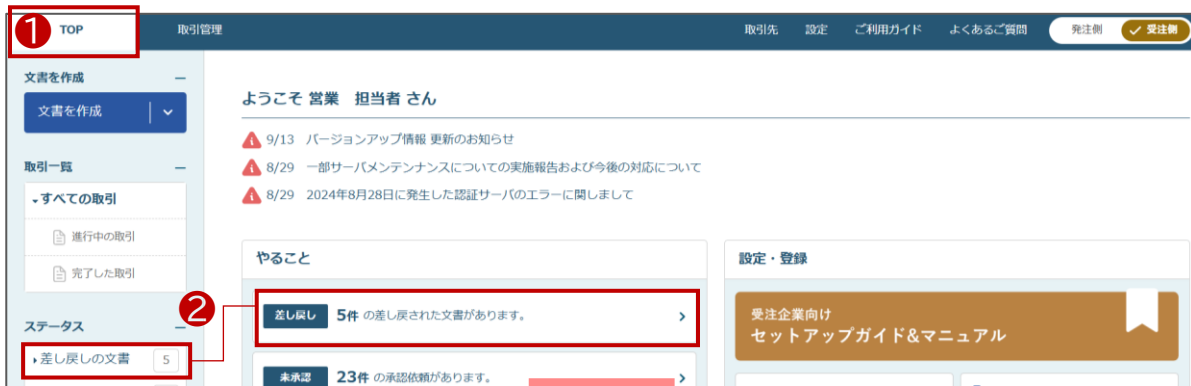 1 TOP 取引管理 取引先 設定 ご利用ガイド よくあるご質問 発注側 受注側
文書を作成
文書を作成
取引一覧
すべての取引
進行中の取引
完了した取引
2
ステータス
差し戻しの文書 5
ようこそ 営業 担当者 さん
9/13 バージョンアップ情報 更新のお知らせ
8/29 一部サーバメンテンナンスについての実施報告および今後の対応について
8/29 2024年8月28日に発生した認証サーバのエラーに関しまして
やること
差し戻し 5件 の差し戻された文書があります。
未承認 23件 の承認依頼があります。
設定・登録
受注企業向け
セットアップガイド&マニュアル